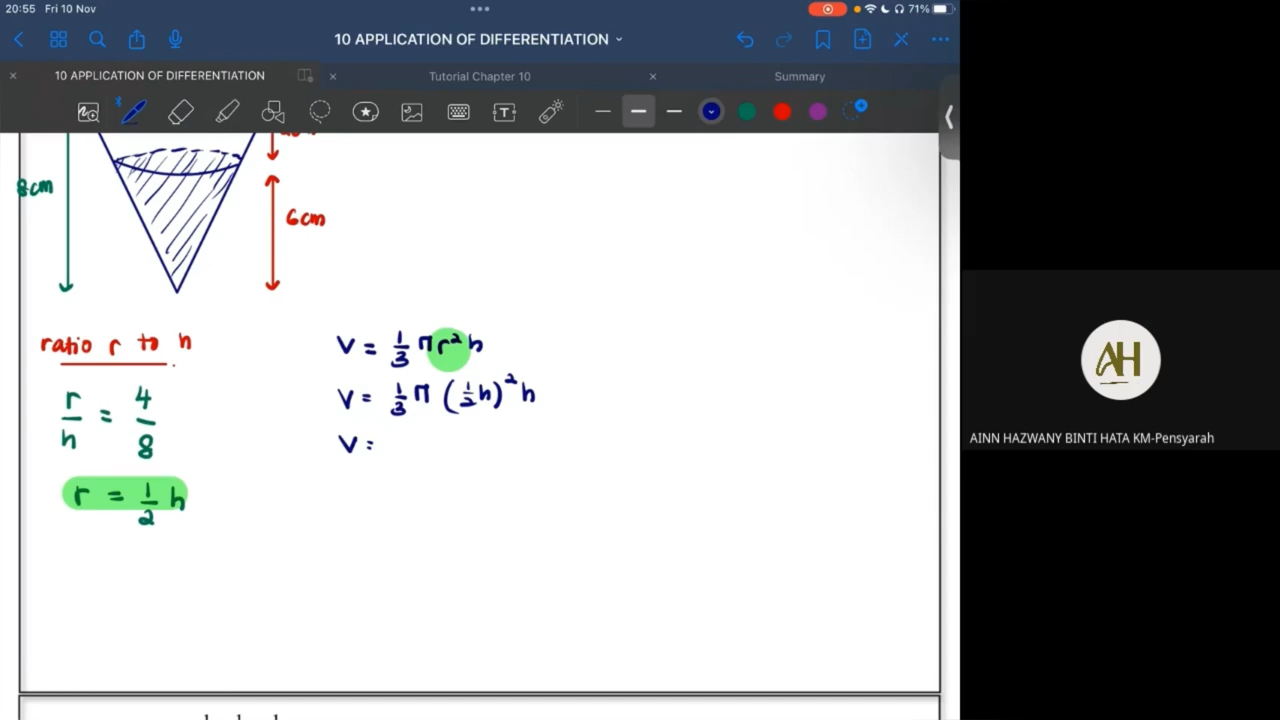 20:55 Fri 10 Nov
71%
10 APPLICATION OF DIFFERENTIATION
10 APPLICATION OF DIFFERENTIATION
Tutorial Chapter 10
Summary
8cm
6cm
ratio r to h
r/h = 4/8
r = 1/2 h
V = 1/3 π r² h
V = 1/3 π (1/2 h)² h
V =
AH
AINN HAZWANY BINTI HATA KM-Pensyarah